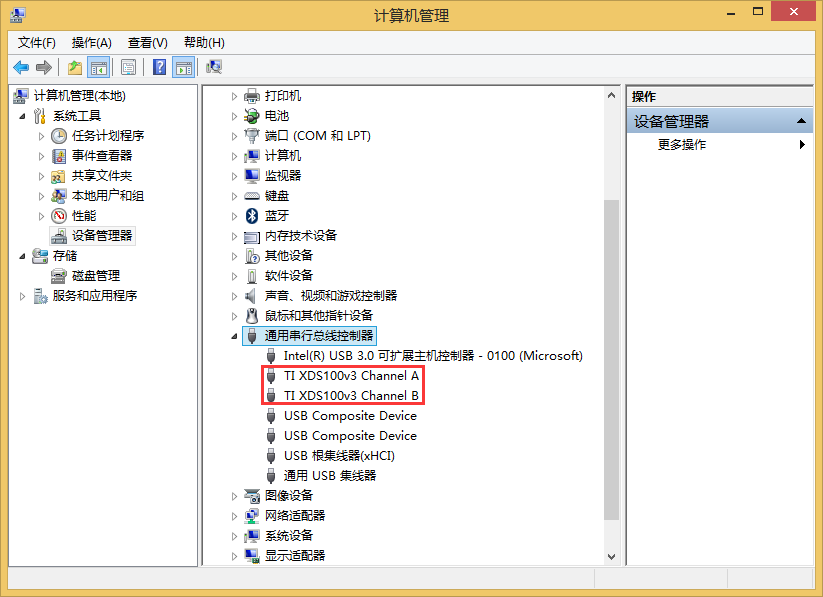 计算机管理
文件(F) 操作(A) 查看(V) 帮助(H)
计算机管理(本地)
系统工具
任务计划程序
事件查看器
共享文件夹
本地用户和组
性能
设备管理器
存储
磁盘管理
服务和应用程序
打印机
电池
端口 (COM 和 LPT)
计算机
监视器
键盘
蓝牙
内存技术设备
其他设备
软件设备
声音、视频和游戏控制器
鼠标和其他指针设备
通用串行总线控制器
Intel(R) USB 3.0 可扩展主机控制器 - 0100 (Microsoft)
TI XDS100v3 Channel A
TI XDS100v3 Channel B
USB Composite Device
USB Composite Device
USB 根集线器(xHCI)
通用 USB 集线器
图像设备
网络适配器
系统设备
显示适配器
操作
设备管理器
更多操作